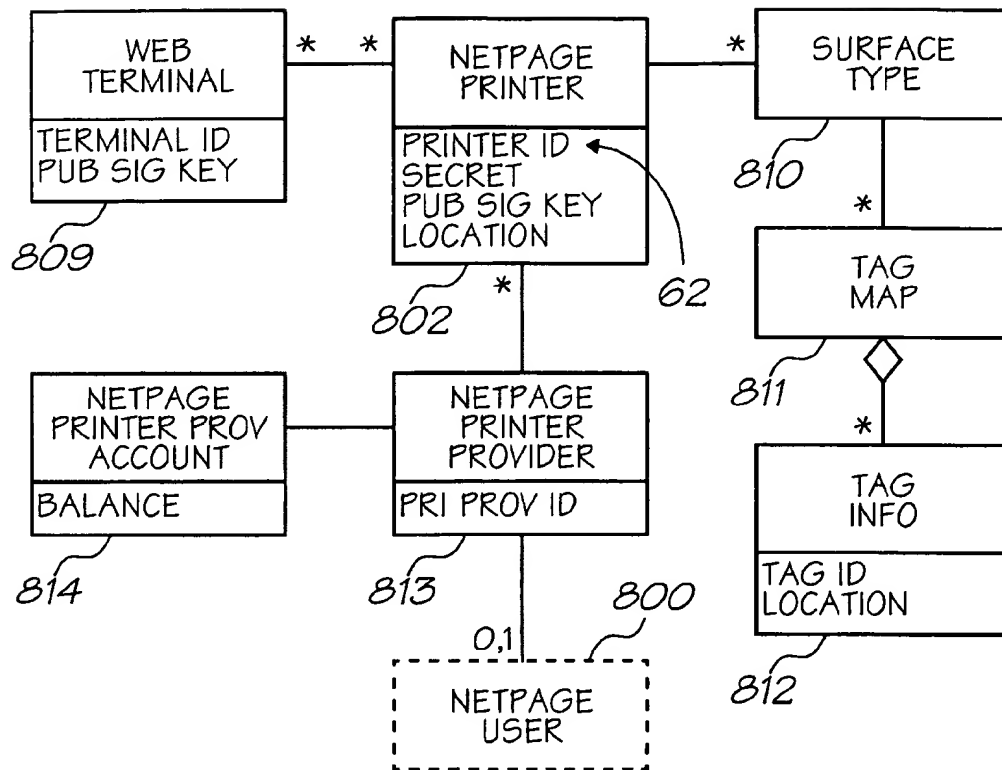 WEB
TERMINAL
TERMINAL ID
PUB SIG KEY
809
*
*
NETPAGE
PRINTER
PRINTER ID
SECRET
PUB SIG KEY
LOCATION
802
62
*
*
SURFACE
TYPE
810
*
TAG
MAP
811
*
TAG
INFO
TAG ID
LOCATION
812
NETPAGE
PRINTER PROV
ACCOUNT
BALANCE
814
NETPAGE
PRINTER
PROVIDER
PRI PROV ID
813
800
0,1
NETPAGE
USER